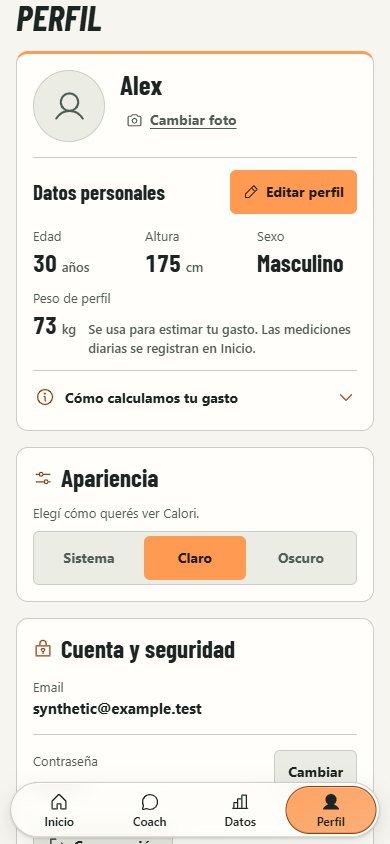 PERFIL
Alex
Cambiar foto
Datos personales
Editar perfil
Edad
Altura
Sexo
30 años
175 cm
Masculino
Peso de perfil
73 kg
Se usa para estimar tu gasto. Las mediciones
diarias se registran en Inicio.
Cómo calculamos tu gasto
Apariencia
Elegí cómo querés ver Calori.
Sistema
Claro
Oscuro
Cuenta y seguridad
Email
synthetic@example.test
Contraseña
Cambiar
Inicio
Coach
Datos
Perfil